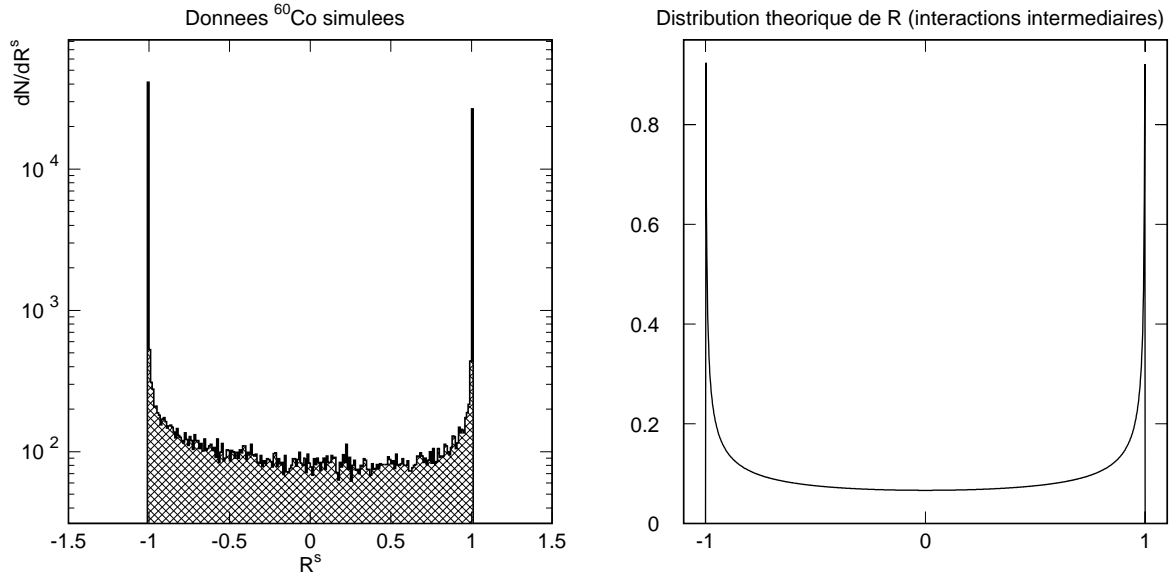 Donnees ⁶⁰Co simulees
dN/dRˢ
10⁴
10³
10²
-1.5 -1 -0.5 0 0.5 1 1.5
Rˢ
Distribution theorique de R (interactions intermediaires)
0.8
0.6
0.4
0.2
0
-1 0 1